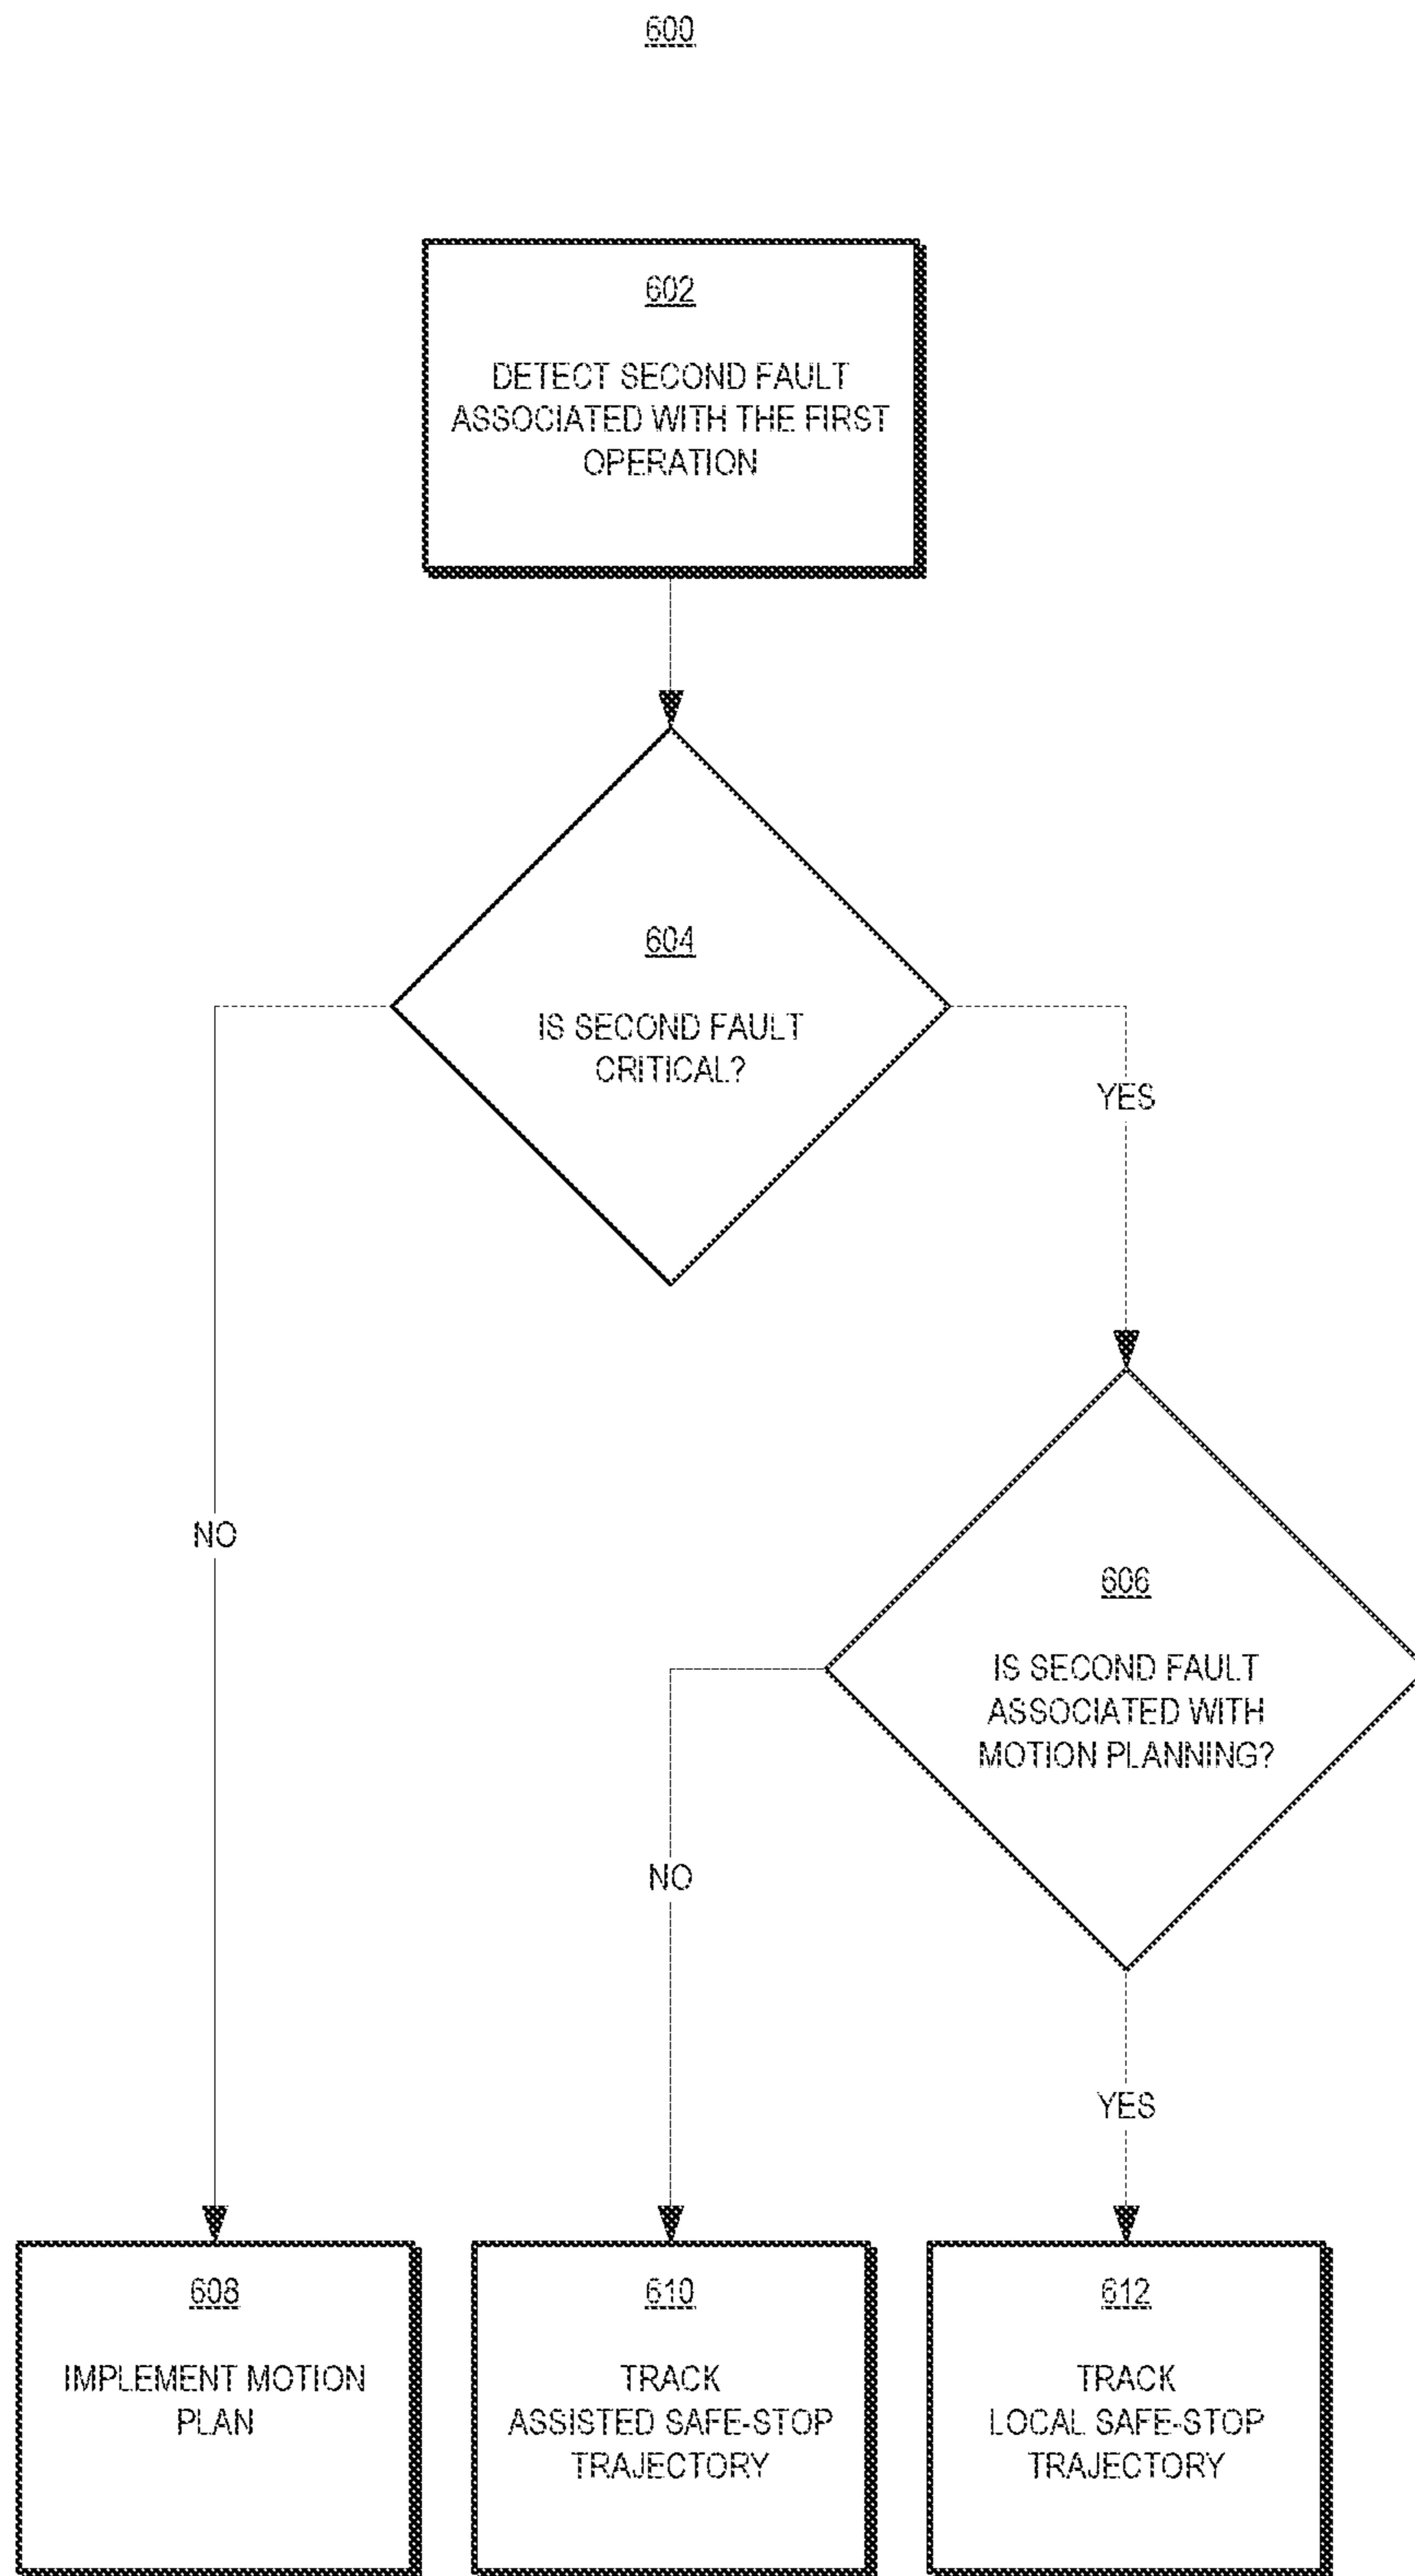 600
602
DETECT SECOND FAULT
ASSOCIATED WITH THE FIRST
OPERATION
604
IS SECOND FAULT
CRITICAL?
YES
NO
606
IS SECOND FAULT
ASSOCIATED WITH
MOTION PLANNING?
NO
YES
608
IMPLEMENT MOTION
PLAN
610
TRACK
ASSISTED SAFE-STOP
TRAJECTORY
612
TRACK
LOCAL SAFE-STOP
TRAJECTORY